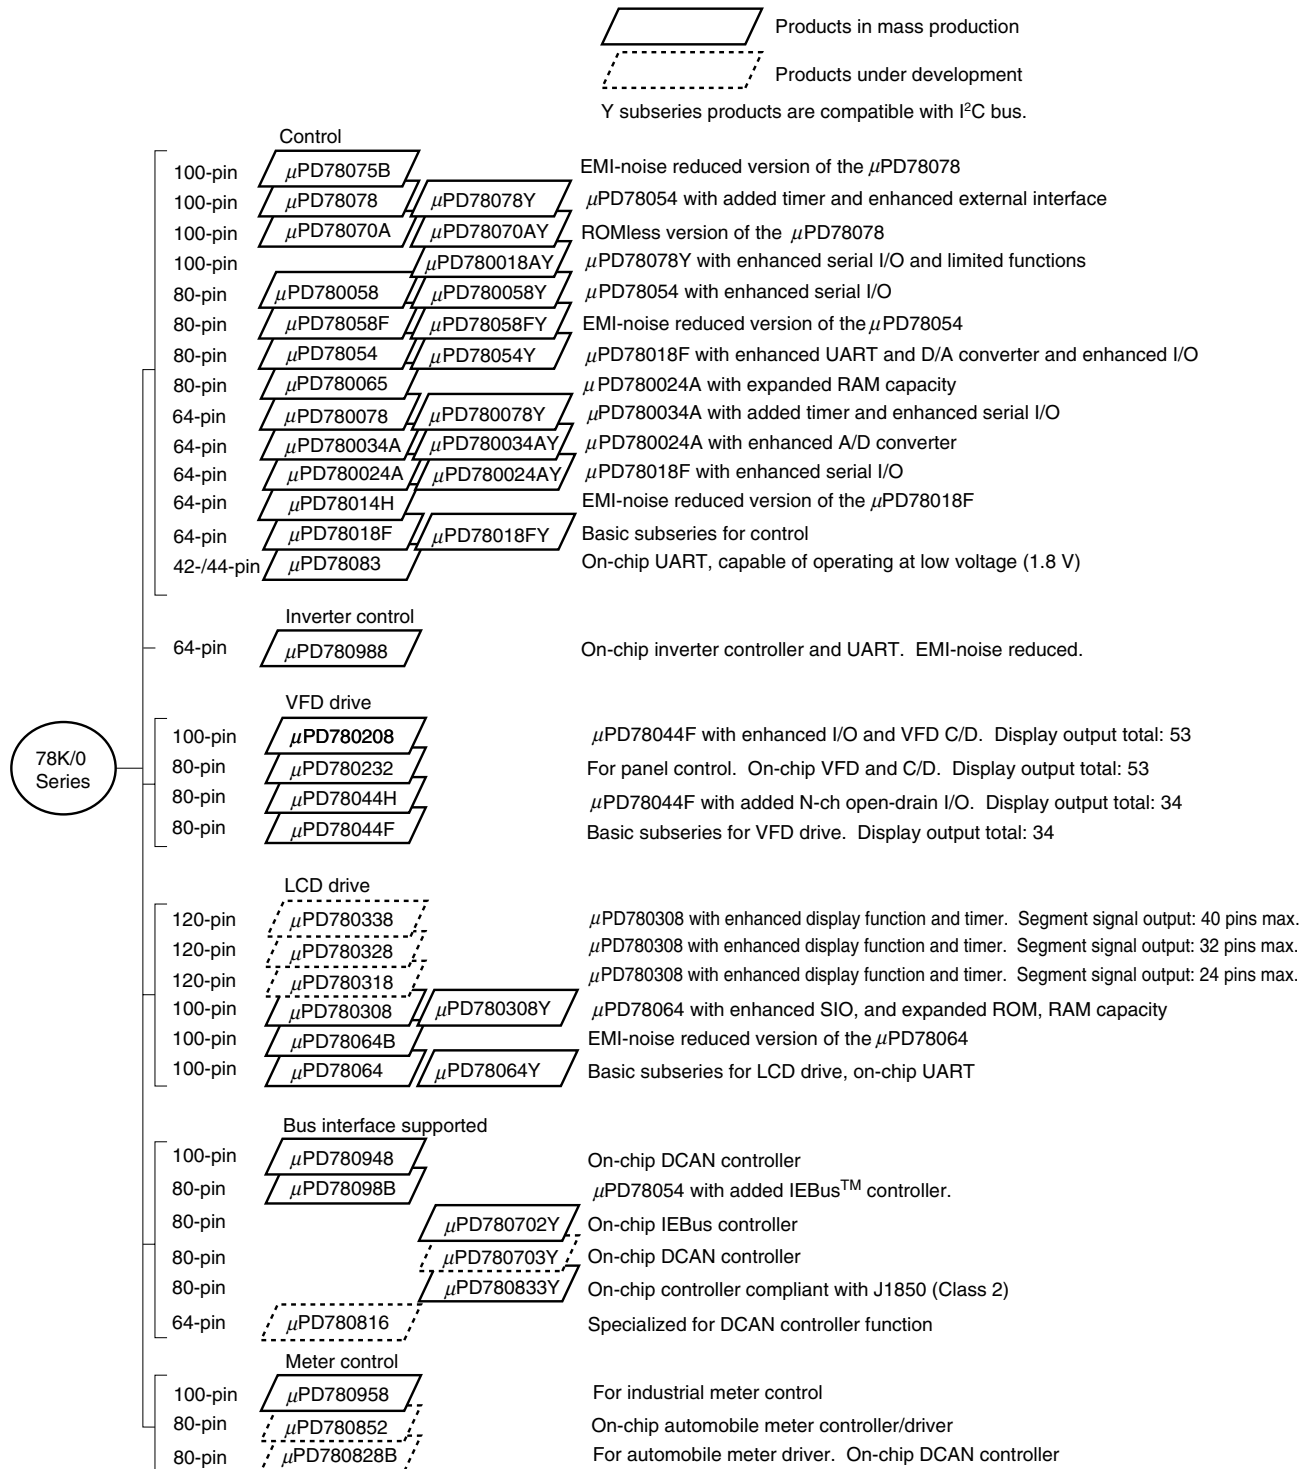 Products in mass production
Products under development
Y subseries products are compatible with I²C bus.
Control
100-pin μPD78075B EMI-noise reduced version of the μPD78078
100-pin μPD78078 μPD78078Y μPD78054 with added timer and enhanced external interface
100-pin μPD78070A μPD78070AY ROMless version of the μPD78078
100-pin μPD780018AY μPD78078Y with enhanced serial I/O and limited functions
80-pin μPD780058 μPD780058Y μPD78054 with enhanced serial I/O
80-pin μPD78058F μPD78058FY EMI-noise reduced version of the μPD78054
80-pin μPD78054 μPD78054Y μPD78018F with enhanced UART and D/A converter and enhanced I/O
80-pin μPD780065 μPD780024A with expanded RAM capacity
64-pin μPD780078 μPD780078Y μPD780034A with added timer and enhanced serial I/O
64-pin μPD780034A μPD780034AY μPD780024A with enhanced A/D converter
64-pin μPD780024A μPD780024AY μPD78018F with enhanced serial I/O
64-pin μPD78014H EMI-noise reduced version of the μPD78018F
64-pin μPD78018F μPD78018FY Basic subseries for control
42-/44-pin μPD78083 On-chip UART, capable of operating at low voltage (1.8 V)
Inverter control
64-pin μPD780988 On-chip inverter controller and UART. EMI-noise reduced.
VFD drive
100-pin μPD780208 μPD78044F with enhanced I/O and VFD C/D. Display output total: 53
78K/0
Series
80-pin μPD780232 For panel control. On-chip VFD and C/D. Display output total: 53
80-pin μPD78044H μPD78044F with added N-ch open-drain I/O. Display output total: 34
80-pin μPD78044F Basic subseries for VFD drive. Display output total: 34
LCD drive
120-pin μPD780338 μPD780308 with enhanced display function and timer. Segment signal output: 40 pins max.
120-pin μPD780328 μPD780308 with enhanced display function and timer. Segment signal output: 32 pins max.
120-pin μPD780318 μPD780308 with enhanced display function and timer. Segment signal output: 24 pins max.
100-pin μPD780308 μPD780308Y μPD78064 with enhanced SIO, and expanded ROM, RAM capacity
100-pin μPD78064B EMI-noise reduced version of the μPD78064
100-pin μPD78064 μPD78064Y Basic subseries for LCD drive, on-chip UART
Bus interface supported
100-pin μPD780948 On-chip DCAN controller
80-pin μPD78098B μPD78054 with added IEBus™ controller.
80-pin μPD780702Y On-chip IEBus controller
80-pin μPD780703Y On-chip DCAN controller
80-pin μPD780833Y On-chip controller compliant with J1850 (Class 2)
64-pin μPD780816 Specialized for DCAN controller function
Meter control
100-pin μPD780958 For industrial meter control
80-pin μPD780852 On-chip automobile meter controller/driver
80-pin μPD780828B For automobile meter driver. On-chip DCAN controller